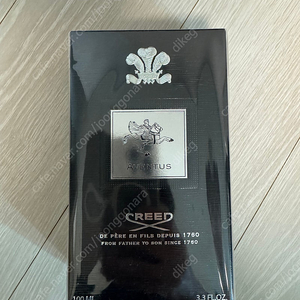 AVENTUS
CREED
DE PÈRE EN FILS DEPUIS 1760
FROM FATHER TO SON SINCE 1760
100 ML 3.3 FL.OZ